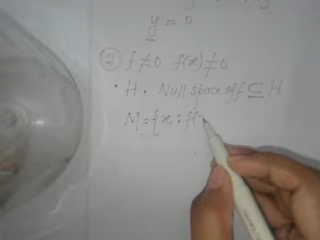 y = 0
② f ≠ 0 f(x) ≠ 0
• H. Null space of f ⊆ H
M = {x : f(x